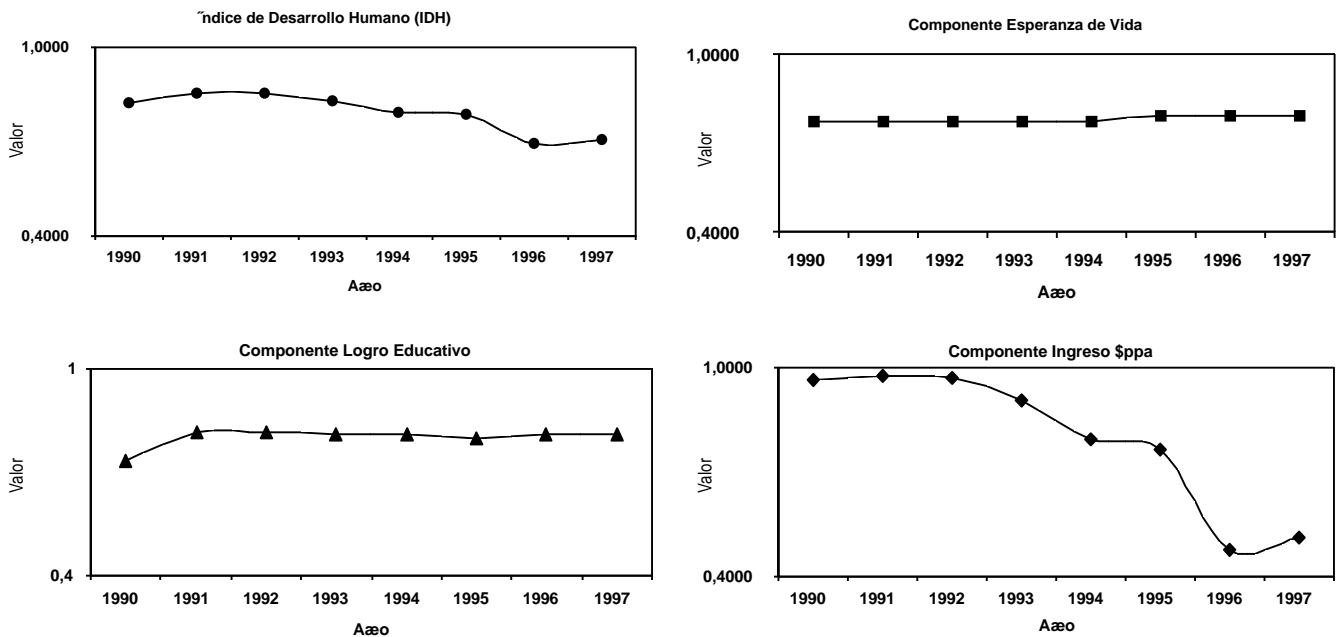 ˝ndice de Desarrollo Humano (IDH)
1,0000
Valor
0,4000
1990 1991 1992 1993 1994 1995 1996 1997
Aæo
Componente Esperanza de Vida
1,0000
Valor
0,4000
1990 1991 1992 1993 1994 1995 1996 1997
Aæo
Componente Logro Educativo
1
Valor
0,4
1990 1991 1992 1993 1994 1995 1996 1997
Aæo
Componente Ingreso $ppa
1,0000
Valor
0,4000
1990 1991 1992 1993 1994 1995 1996 1997
Aæo